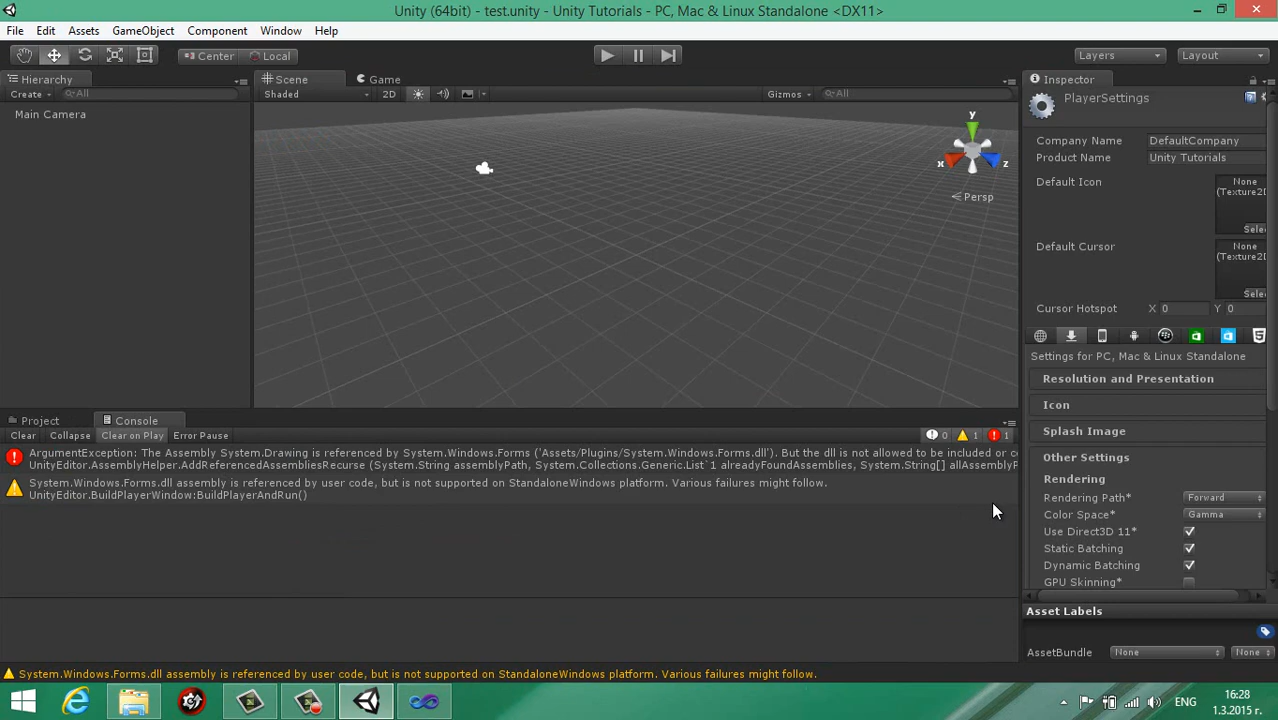 Unity (64bit) - test.unity - Unity Tutorials - PC, Mac & Linux Standalone <DX11>
File Edit Assets GameObject Component Window Help
Center Local Layers Layout
Hierarchy Scene Game Inspector
Create All Shaded 2D Gizmos All
PlayerSettings
Main Camera
y
x z
Persp
Company Name DefaultCompany
Product Name Unity Tutorials
Default Icon None
(Texture2D
Selec
Default Cursor None
(Texture2D
Selec
Cursor Hotspot X 0 Y 0
Settings for PC, Mac & Linux Standalone
Resolution and Presentation
Icon
Splash Image
Other Settings
Rendering
Rendering Path* Forward
Color Space* Gamma
Use Direct3D 11*
Static Batching
Dynamic Batching
GPU Skinning*
Asset Labels
AssetBundle None None
Project Console
Clear Collapse Clear on Play Error Pause 0 1 1
ArgumentException: The Assembly System.Drawing is referenced by System.Windows.Forms ('Assets/Plugins/System.Windows.Forms.dll'). But the dll is not allowed to be included or co
UnityEditor.AssemblyHelper.AddReferencedAssembliesRecurse (System.String assemblyPath, System.Collections.Generic.List`1 alreadyFoundAssemblies, System.String[] allAssemblyP
System.Windows.Forms.dll assembly is referenced by user code, but is not supported on StandaloneWindows platform. Various failures might follow.
UnityEditor.BuildPlayerWindow:BuildPlayerAndRun()
System.Windows.Forms.dll assembly is referenced by user code, but is not supported on StandaloneWindows platform. Various failures might follow.
ЕНГ 16:28
1.3.2015 г.